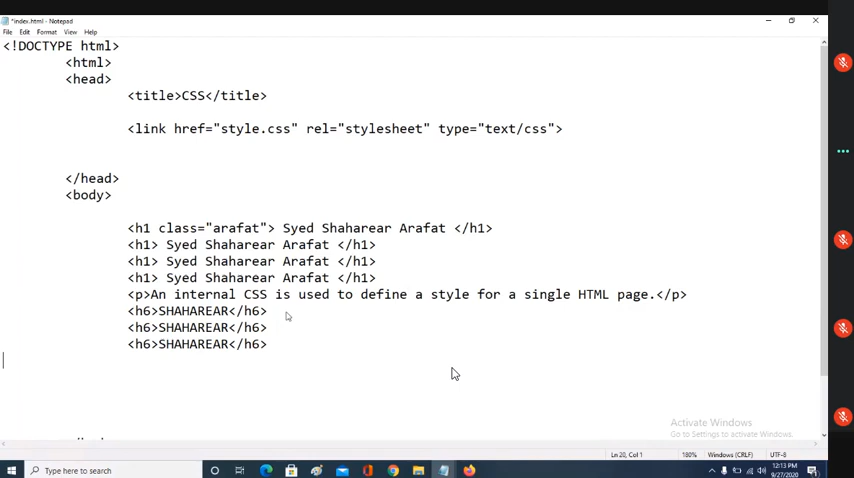 *index.html - Notepad
File Edit Format View Help
<!DOCTYPE html>
<html>
<head>
<title>CSS</title>
<link href="style.css" rel="stylesheet" type="text/css">
</head>
<body>
<h1 class="arafat"> Syed Shaharear Arafat </h1>
<h1> Syed Shaharear Arafat </h1>
<h1> Syed Shaharear Arafat </h1>
<h1> Syed Shaharear Arafat </h1>
<p>An internal CSS is used to define a style for a single HTML page.</p>
<h6>SHAHAREAR</h6>
<h6>SHAHAREAR</h6>
<h6>SHAHAREAR</h6>
Activate Windows
Go to Settings to activate Windows.
Ln 20, Col 1 180% Windows (CRLF) UTF-8
Type here to search
12:13 PM
9/27/2020